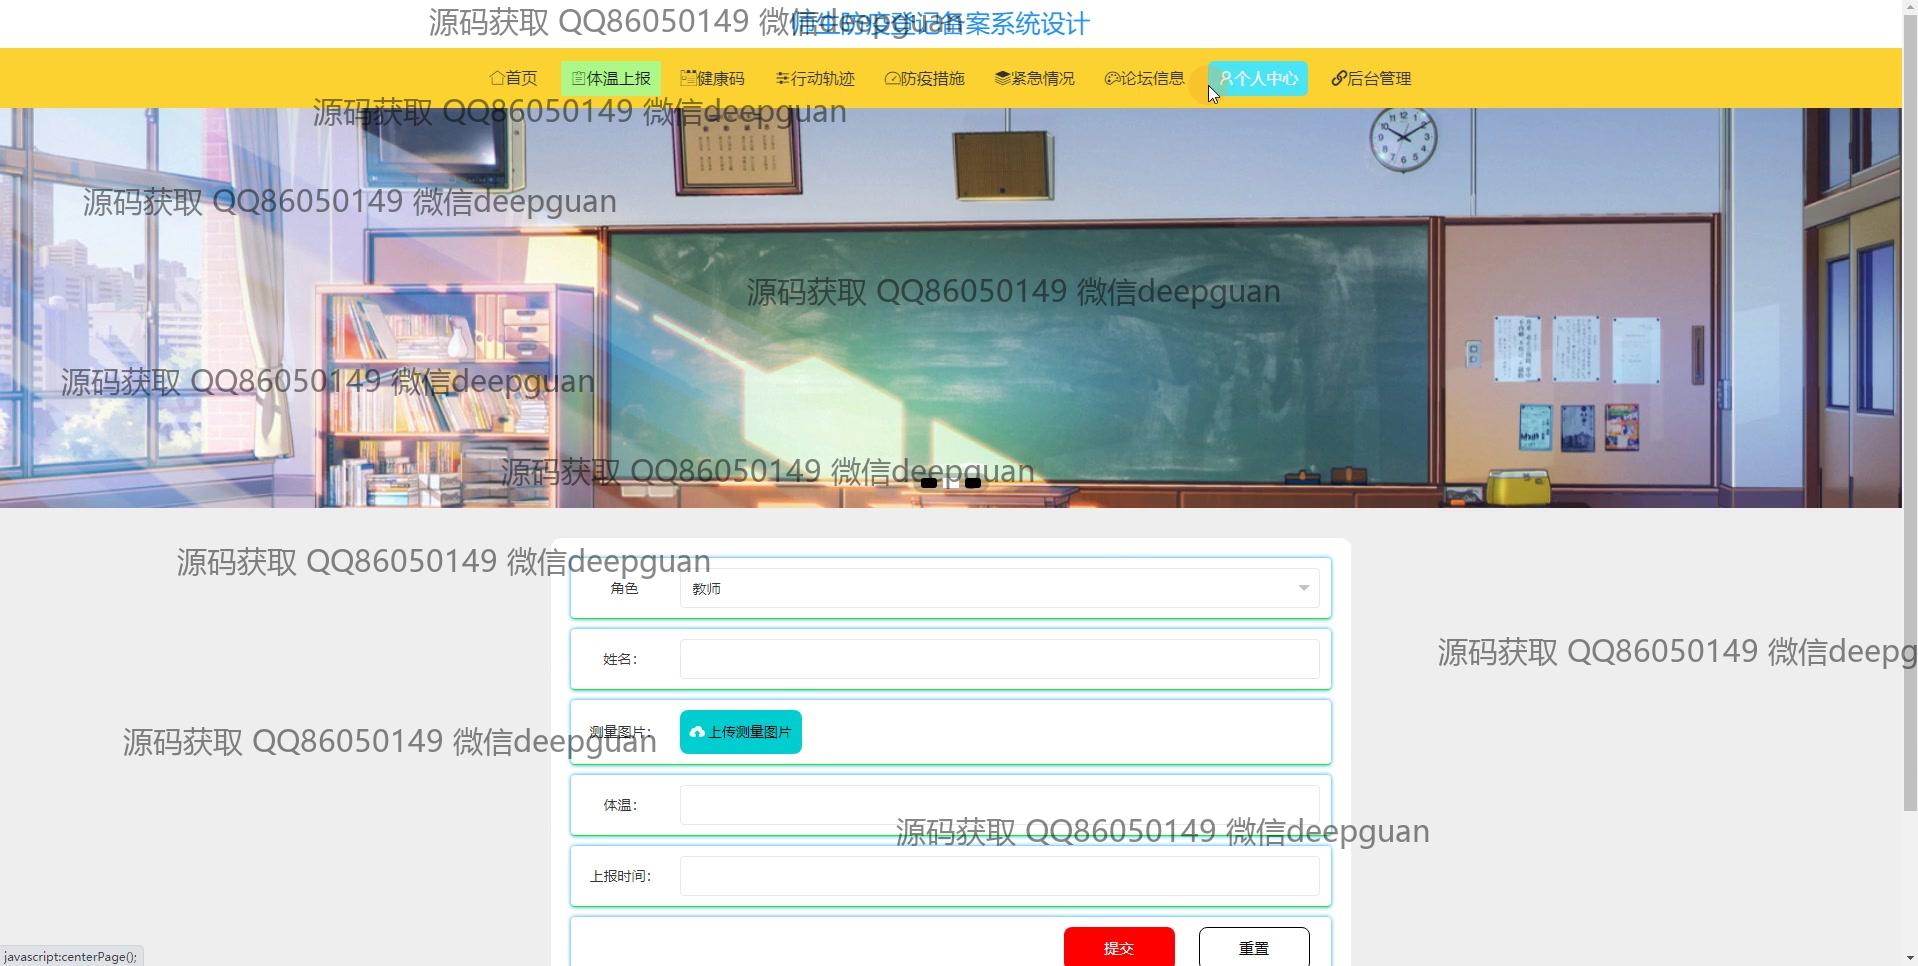 源码获取 QQ86050149 微信deepguan
师生防疫登记备案系统设计
首页 体温上报 健康码 行动轨迹 防疫措施 紧急情况 论坛信息 个人中心 后台管理
源码获取 QQ86050149 微信deepguan
源码获取 QQ86050149 微信deepguan
源码获取 QQ86050149 微信deepguan
源码获取 QQ86050149 微信deepguan
源码获取 QQ86050149 微信deepguan
源码获取 QQ86050149 微信deepguan
角色 教师
姓名：
源码获取 QQ86050149 微信deepg
测量图片： 上传测量图片
源码获取 QQ86050149 微信deepguan
体温：
源码获取 QQ86050149 微信deepguan
上报时间：
提交 重置
javascript:centerPage();